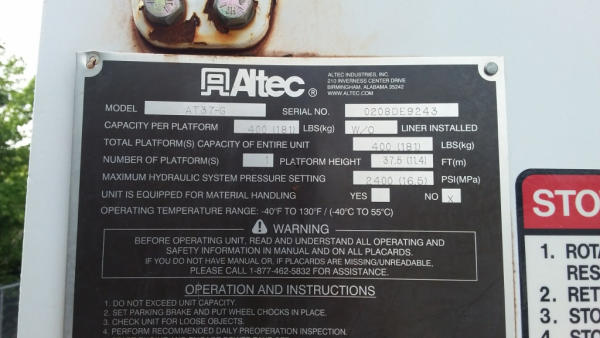 Altec®
ALTEC INDUSTRIES, INC.
210 INVERNESS CENTER DRIVE
BIRMINGHAM, ALABAMA 35242
WWW.ALTEC.COM
MODEL AT37-G SERIAL NO. 0208DE9243
CAPACITY PER PLATFORM 400 (181) LBS(kg) W/O LINER INSTALLED
TOTAL PLATFORM(S) CAPACITY OF ENTIRE UNIT 400 (181) LBS(kg)
NUMBER OF PLATFORM(S) 1 PLATFORM HEIGHT 37.5 (11.4) FT(m)
MAXIMUM HYDRAULIC SYSTEM PRESSURE SETTING 2400 (16.5) PSI(MPa)
UNIT IS EQUIPPED FOR MATERIAL HANDLING YES NO X
OPERATING TEMPERATURE RANGE: -40°F TO 130°F / (-40°C TO 55°C)
WARNING
BEFORE OPERATING UNIT, READ AND UNDERSTAND ALL OPERATING AND
SAFETY INFORMATION IN MANUAL AND ON ALL PLACARDS.
IF YOU DO NOT HAVE MANUAL OR, IF PLACARDS ARE MISSING/UNREADABLE,
PLEASE CALL 1-877-462-5832 FOR ASSISTANCE.
OPERATION AND INSTRUCTIONS
1. DO NOT EXCEED UNIT CAPACITY.
2. SET PARKING BRAKE AND PUT WHEEL CHOCKS IN PLACE.
3. CHECK UNIT FOR LOOSE OBJECTS.
4. PERFORM RECOMMENDED DAILY PREOPERATION INSPECTION.
STO
1. ROTA
RES
2. RET
3. STO
4. STO